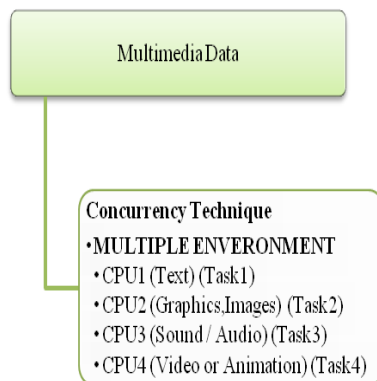 Multimedia Data
Concurrency Technique
•MULTIPLE ENVERONMENT
•CPU1 (Text) (Task1)
•CPU2 (Graphics,Images) (Task2)
•CPU3 (Sound / Audio) (Task3)
•CPU4 (Video or Animation) (Task4)